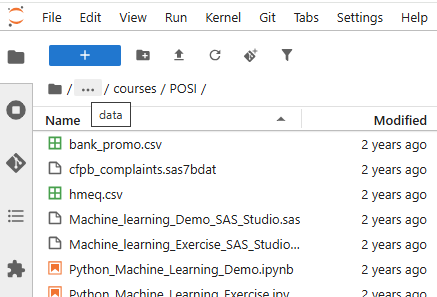 File Edit View Run Kernel Git Tabs Settings Help
+
/ ... / courses / POSI /
data
Name Modified
bank_promo.csv 2 years ago
cfpb_complaints.sas7bdat 2 years ago
hmeq.csv 2 years ago
Machine_learning_Demo_SAS_Studio.sas 2 years ago
Machine_learning_Exercise_SAS_Studio... 2 years ago
Python_Machine_Learning_Demo.ipynb 2 years ago
Python_Machine_Learning_Exercise.ipy... 2 years ago